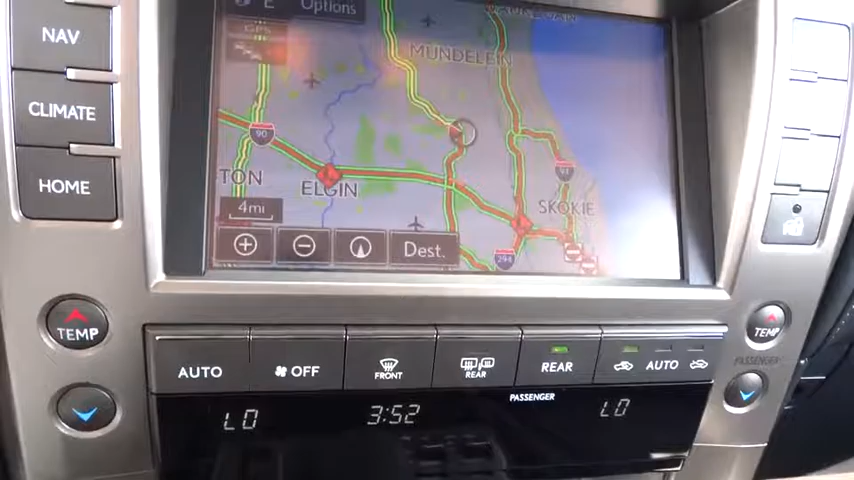 NAV
CLIMATE
HOME
E
Options
GPS
MUNDELEIN
90
TON
ELGIN
SKOKIE
4mi
294
Dest.
TEMP
TEMP
PASSENGER
AUTO
OFF
FRONT
REAR
REAR
AUTO
PASSENGER
LO
3:52
LO